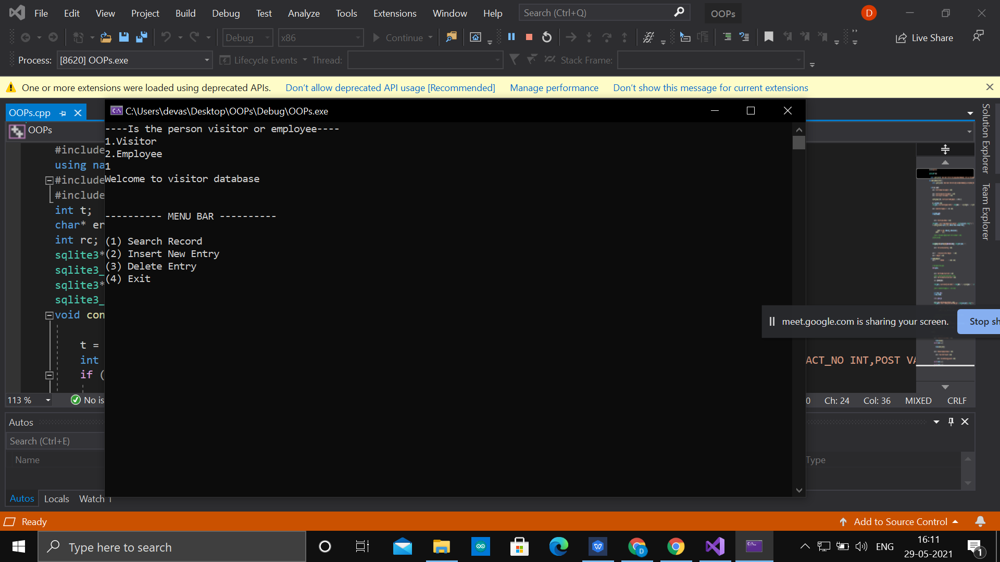 File Edit View Project Build Debug Test Analyze Tools Extensions Window Help Search (Ctrl+Q) OOPs D
Debug x86 Continue Live Share
Process: [8620] OOPs.exe Lifecycle Events Thread: Stack Frame:
One or more extensions were loaded using deprecated APIs. Don't allow deprecated API usage [Recommended] Manage performance Don't show this message for current extensions
OOPs.cpp
C:\Users\devas\Desktop\OOPs\Debug\OOPs.exe
OOPs
----Is the person visitor or employee----
1.Visitor
2.Employee
1
Welcome to visitor database
---------- MENU BAR ----------
(1) Search Record
(2) Insert New Entry
(3) Delete Entry
(4) Exit
#include
using na
#include
#include
int t;
char* er
int rc;
sqlite3*
sqlite3_
sqlite3*
sqlite3_
void con
t =
int
if (
ACT_NO INT,POST VA
Solution Explorer
Team Explorer
meet.google.com is sharing your screen. Stop sh
113 % No is
0 Ch: 24 Col: 36 MIXED CRLF
Autos
Search (Ctrl+E)
Name Type
Autos Locals Watch 1
Ready Add to Source Control
Type here to search
ENG
16:11
29-05-2021
1